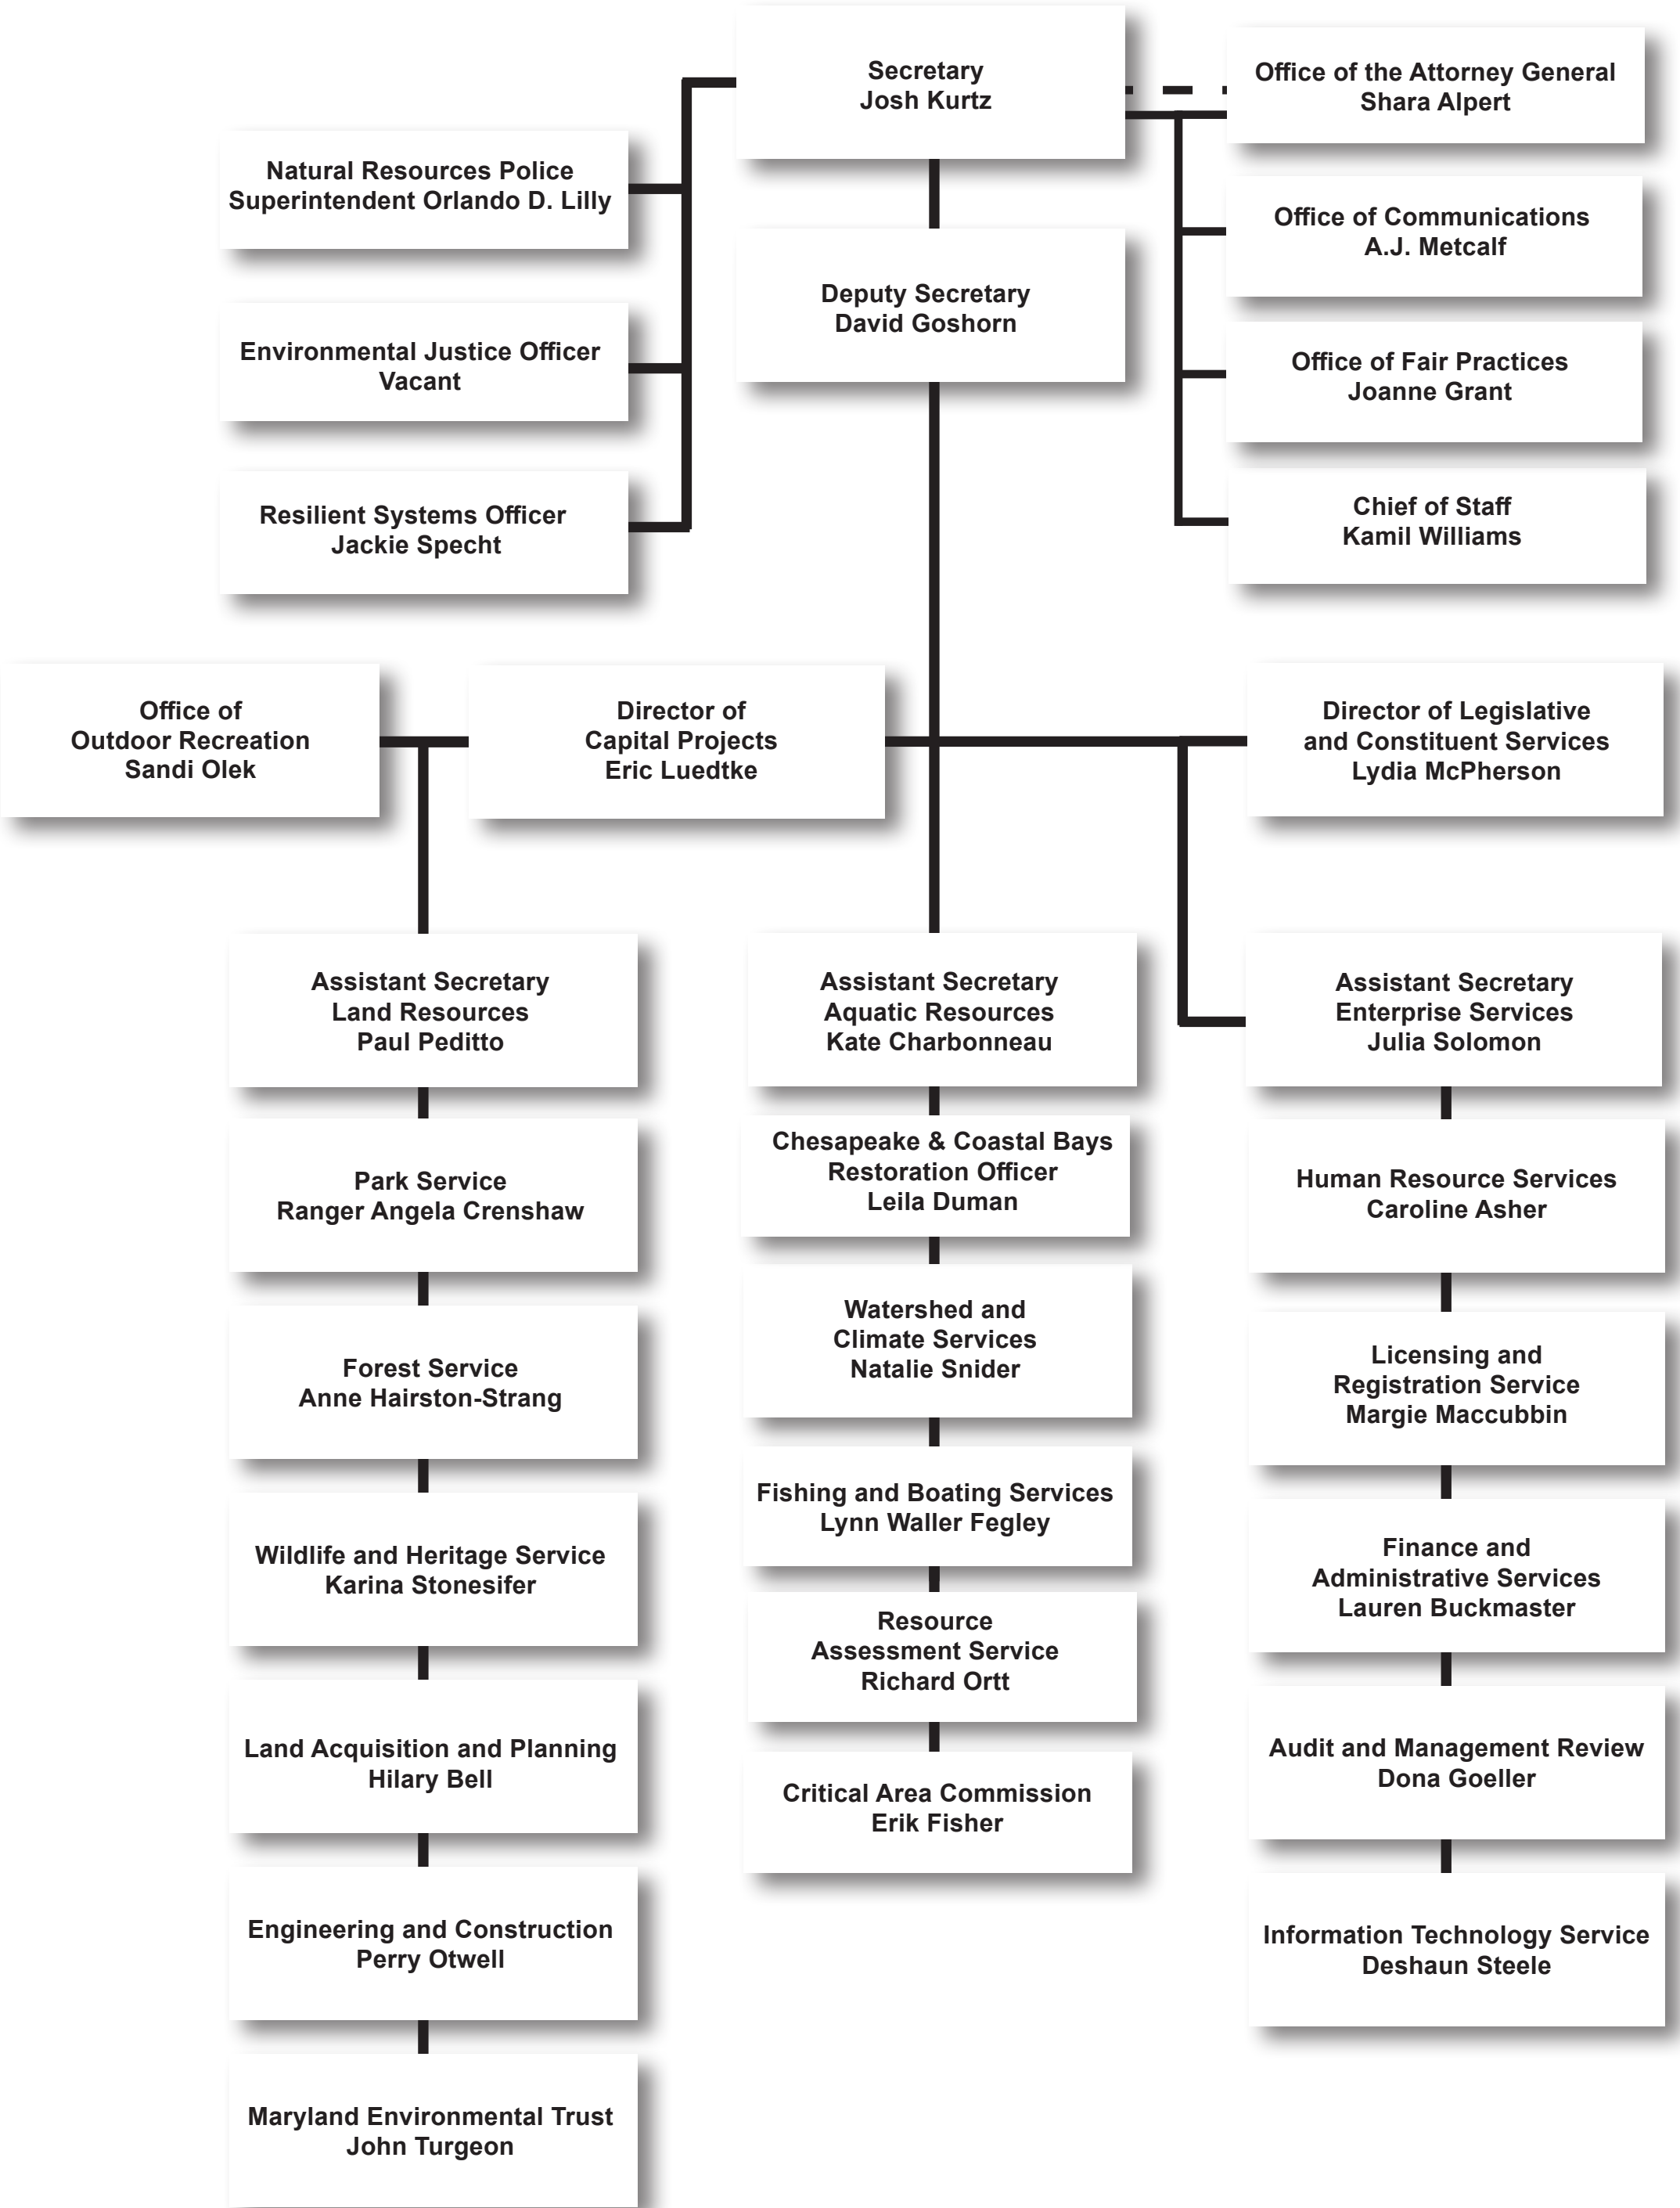 Secretary
Josh Kurtz
Office of the Attorney General
Shara Alpert
Natural Resources Police
Superintendent Orlando D. Lilly
Office of Communications
A.J. Metcalf
Deputy Secretary
David Goshorn
Environmental Justice Officer
Vacant
Office of Fair Practices
Joanne Grant
Resilient Systems Officer
Jackie Specht
Chief of Staff
Kamil Williams
Office of
Outdoor Recreation
Sandi Olek
Director of
Capital Projects
Eric Luedtke
Director of Legislative
and Constituent Services
Lydia McPherson
Assistant Secretary
Land Resources
Paul Peditto
Park Service
Ranger Angela Crenshaw
Forest Service
Anne Hairston-Strang
Wildlife and Heritage Service
Karina Stonesifer
Land Acquisition and Planning
Hilary Bell
Engineering and Construction
Perry Otwell
Maryland Environmental Trust
John Turgeon
Assistant Secretary
Aquatic Resources
Kate Charbonneau
Chesapeake & Coastal Bays
Restoration Officer
Leila Duman
Watershed and
Climate Services
Natalie Snider
Fishing and Boating Services
Lynn Waller Fegley
Resource
Assessment Service
Richard Ortt
Critical Area Commission
Erik Fisher
Assistant Secretary
Enterprise Services
Julia Solomon
Human Resource Services
Caroline Asher
Licensing and
Registration Service
Margie Maccubbin
Finance and
Administrative Services
Lauren Buckmaster
Audit and Management Review
Dona Goeller
Information Technology Service
Deshaun Steele